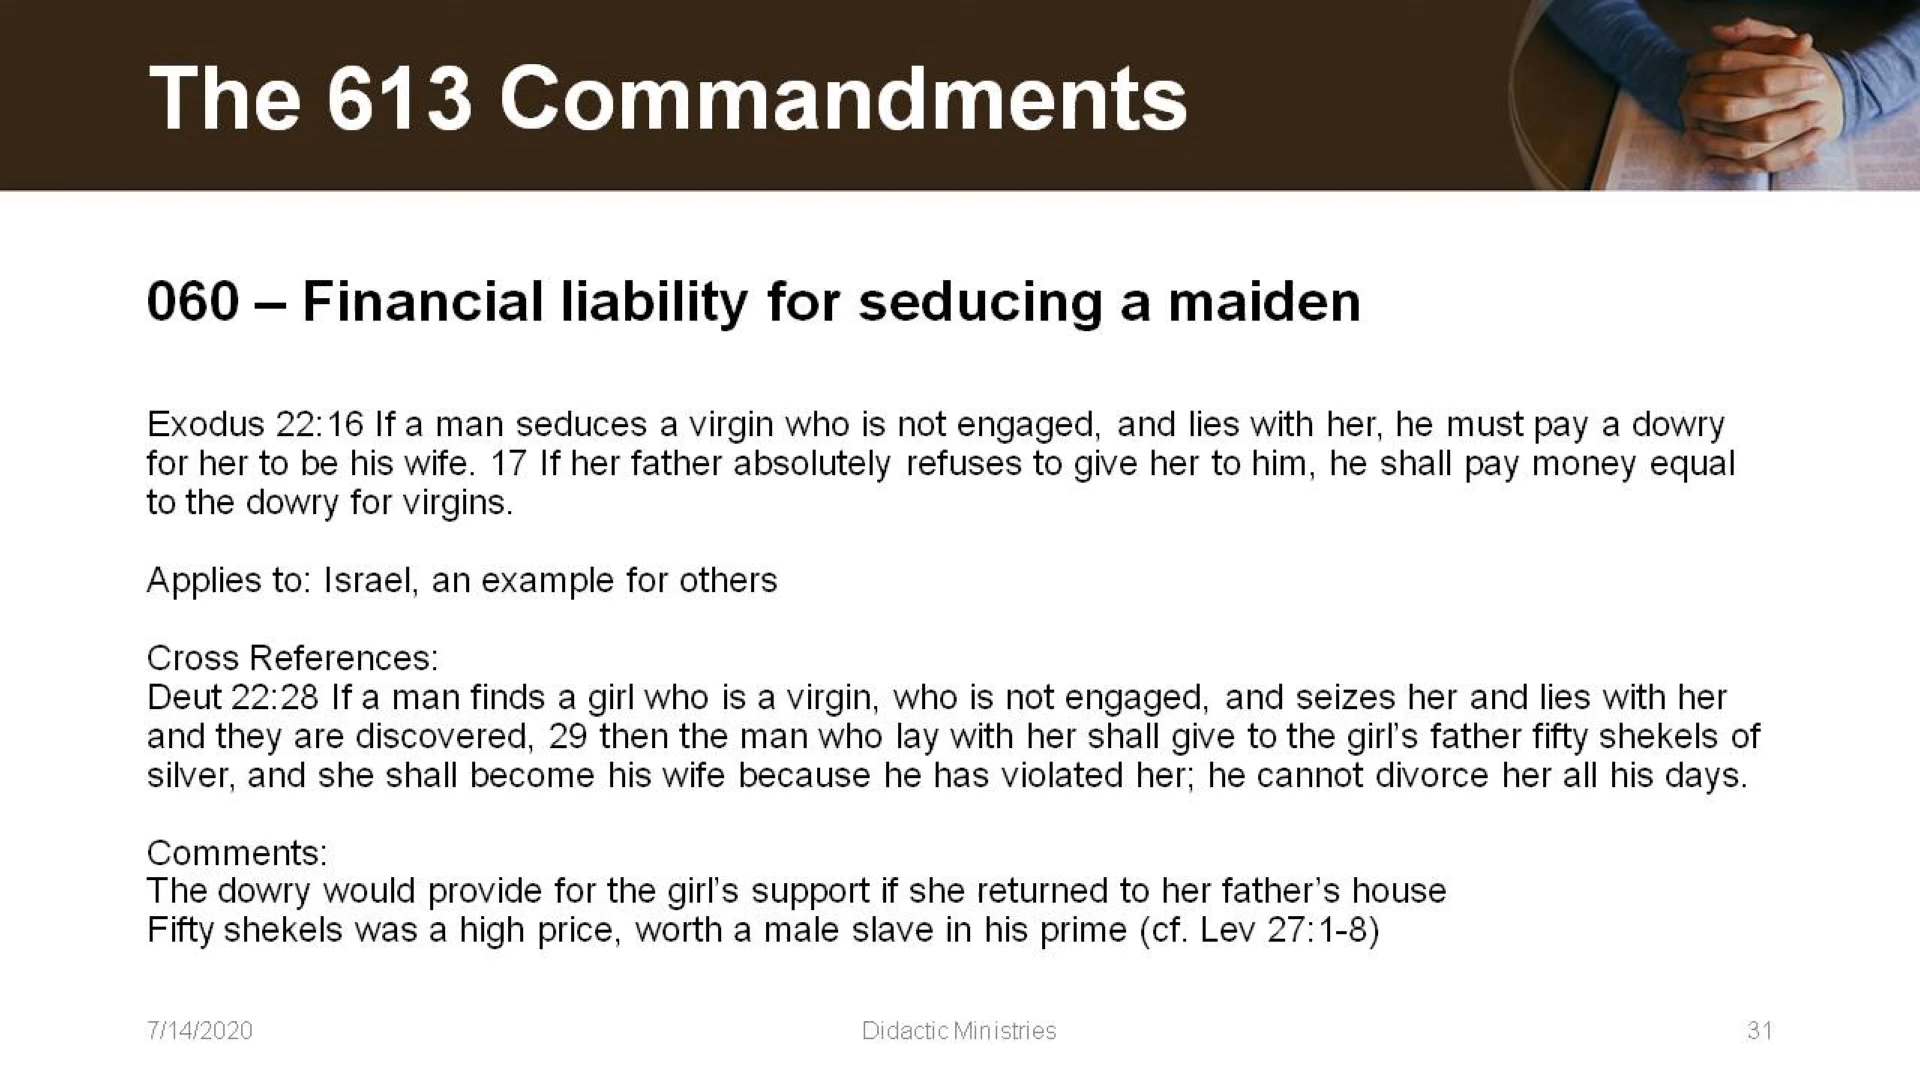 The 613 Commandments
060 – Financial liability for seducing a maiden
Exodus 22:16 If a man seduces a virgin who is not engaged, and lies with her, he must pay a dowry
for her to be his wife. 17 If her father absolutely refuses to give her to him, he shall pay money equal
to the dowry for virgins.
Applies to: Israel, an example for others
Cross References:
Deut 22:28 If a man finds a girl who is a virgin, who is not engaged, and seizes her and lies with her
and they are discovered, 29 then the man who lay with her shall give to the girl's father fifty shekels of
silver, and she shall become his wife because he has violated her; he cannot divorce her all his days.
Comments:
The dowry would provide for the girl's support if she returned to her father's house
Fifty shekels was a high price, worth a male slave in his prime (cf. Lev 27:1-8)
7/14/2020 Didactic Ministries 31